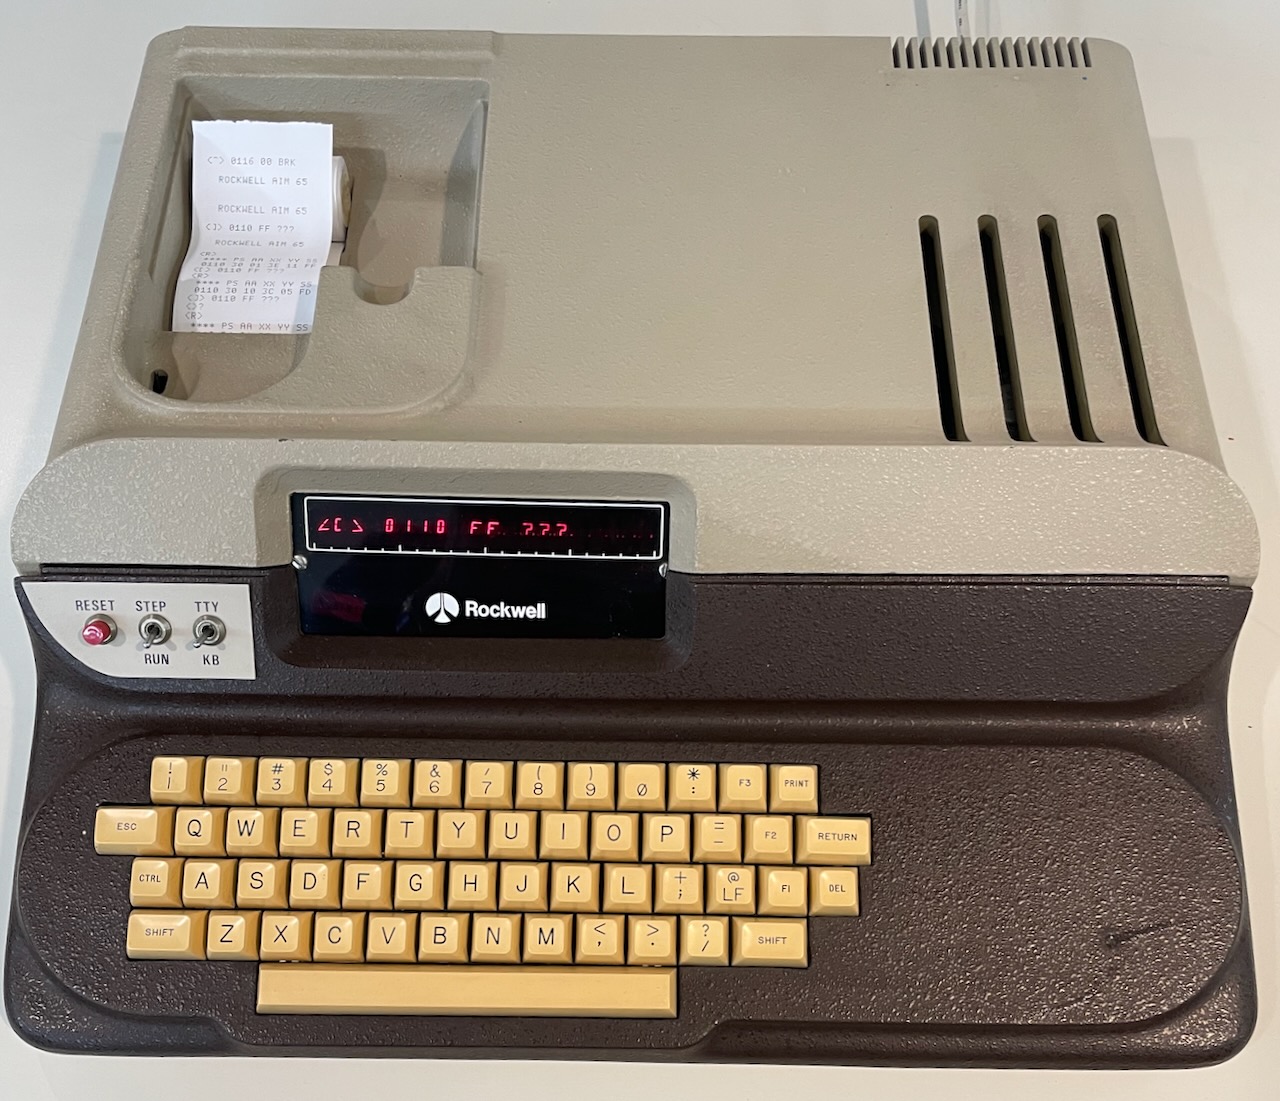 <^> 0116 00 BRK
ROCKWELL AIM 65
ROCKWELL AIM 65
<J> 0110 FF ???
ROCKWELL AIM 65
<R>
**** PS AA XX YY SS
0110 30 01 3E 11 FF
<E> 0110 FF ???
<R>
**** PS AA XX YY SS
0110 30 10 3C 05 FD
<J> 0110 FF ???
<>?
<R>
**** PS AA XX YY SS
<[> 0110 FF ???
Rockwell
RESET STEP TTY
RUN KB
! 1 " 2 # 3 $ 4 % 5 & 6 ' 7 ( 8 ) 9 0 * : F3 PRINT
ESC Q W E R T Y U I O P = - F2 RETURN
CTRL A S D F G H J K L + ; @ LF F1 DEL
SHIFT Z X C V B N M < , > . ? / SHIFT